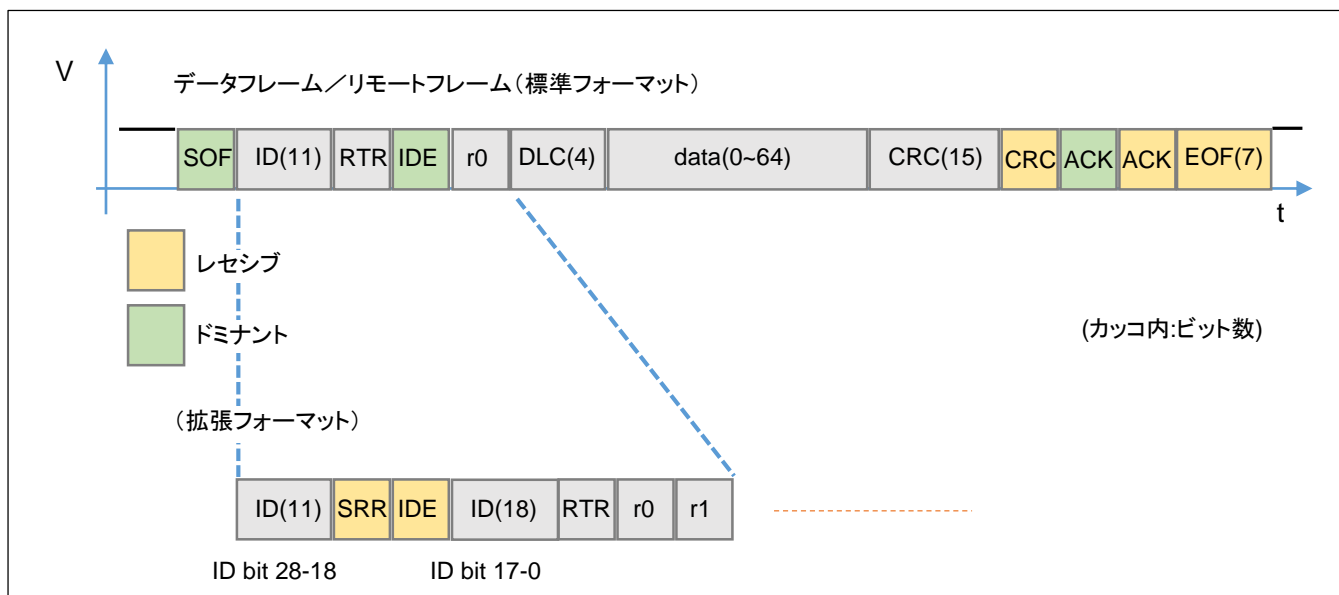 V
データフレーム／リモートフレーム（標準フォーマット）
SOF ID(11) RTR IDE r0 DLC(4) data(0~64) CRC(15) CRC ACK ACK EOF(7)
t
レセシブ
ドミナント
(カッコ内:ビット数)
（拡張フォーマット）
ID(11) SRR IDE ID(18) RTR r0 r1
ID bit 28-18 ID bit 17-0